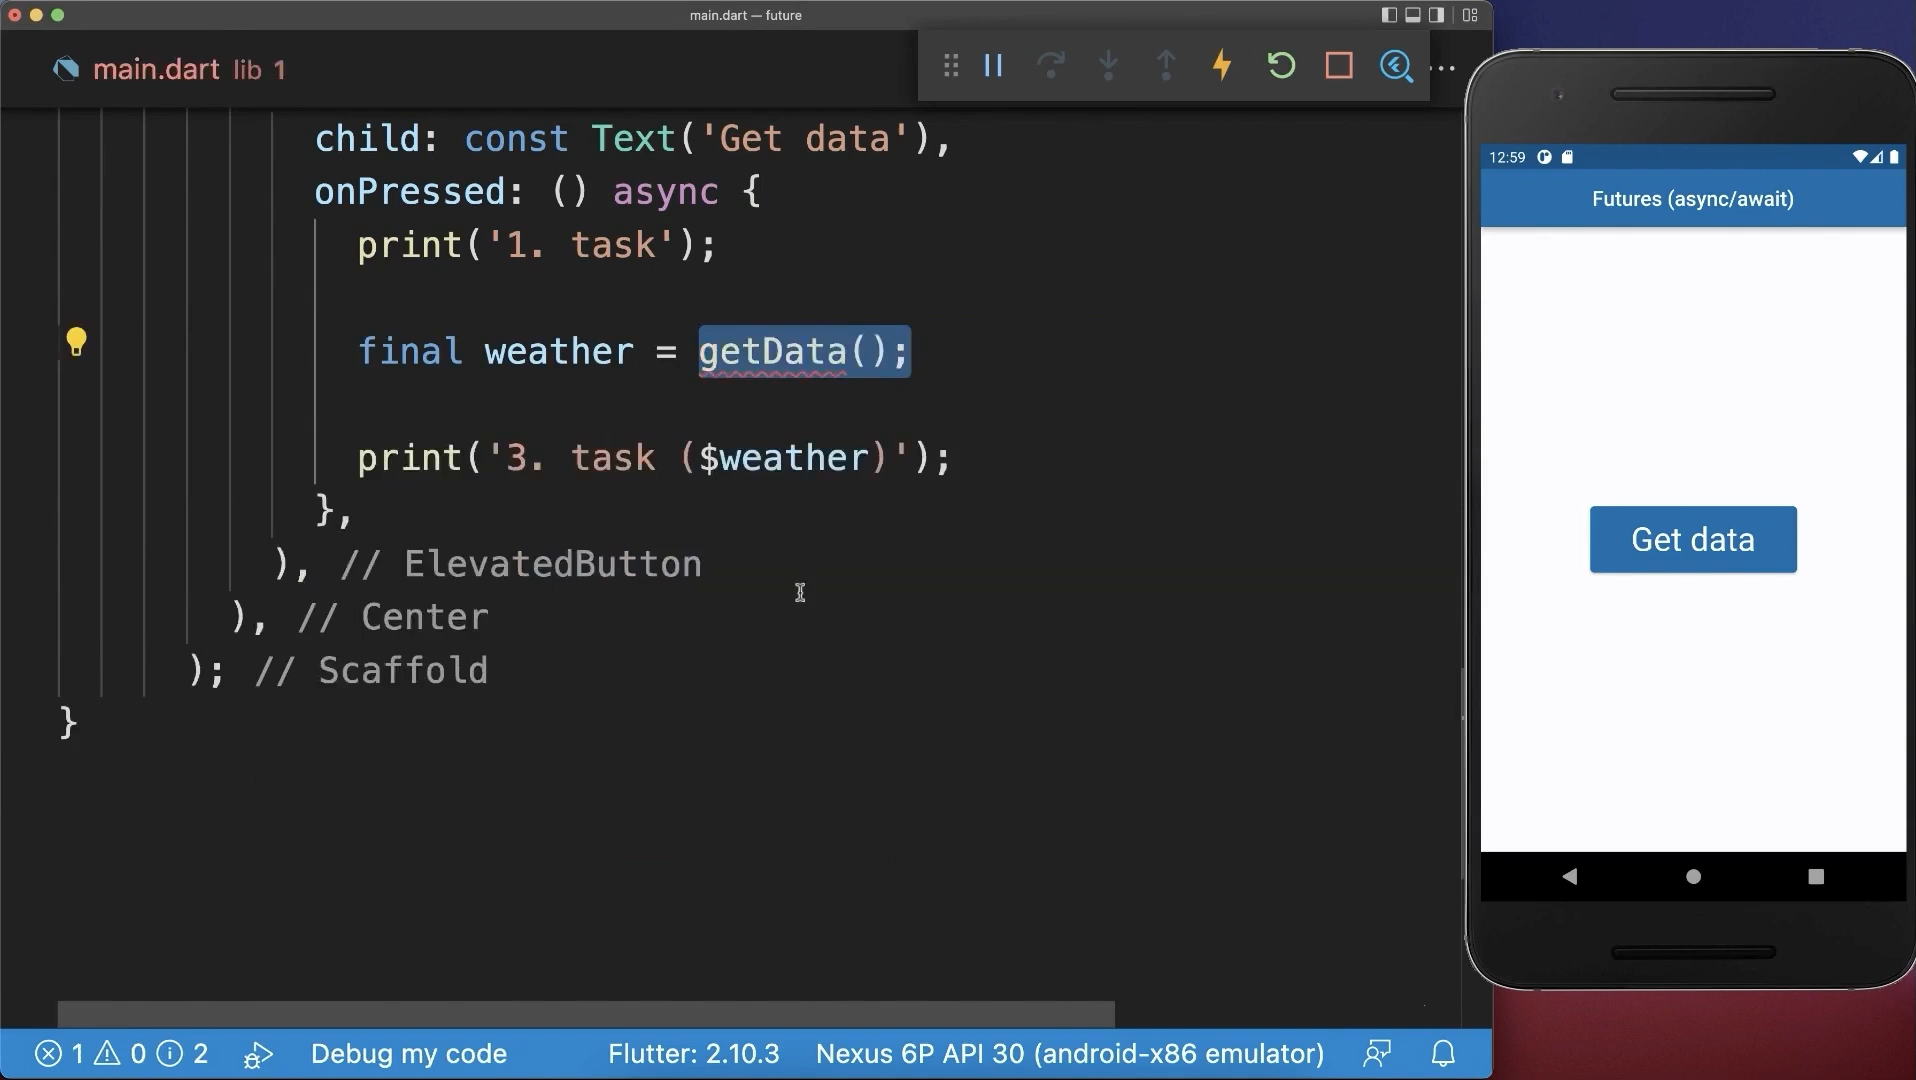 main.dart — future
main.dart lib 1
child: const Text('Get data'),
onPressed: () async {
print('1. task');
final weather = getData();
print('3. task ($weather)');
},
), // ElevatedButton
), // Center
); // Scaffold
}
1 0 2 Debug my code Flutter: 2.10.3 Nexus 6P API 30 (android-x86 emulator)
12:59
Futures (async/await)
Get data